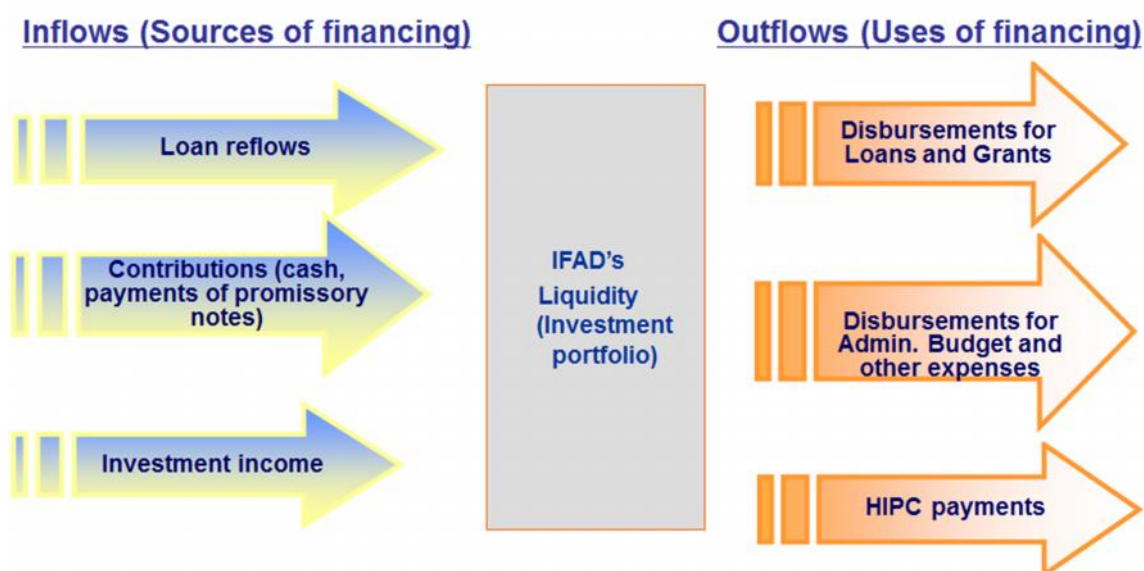 Inflows (Sources of financing)
Outflows (Uses of financing)
Loan reflows
Contributions (cash,
payments of promissory
notes)
Investment income
IFAD's
Liquidity
(Investment
portfolio)
Disbursements for
Loans and Grants
Disbursements for
Admin. Budget and
other expenses
HIPC payments